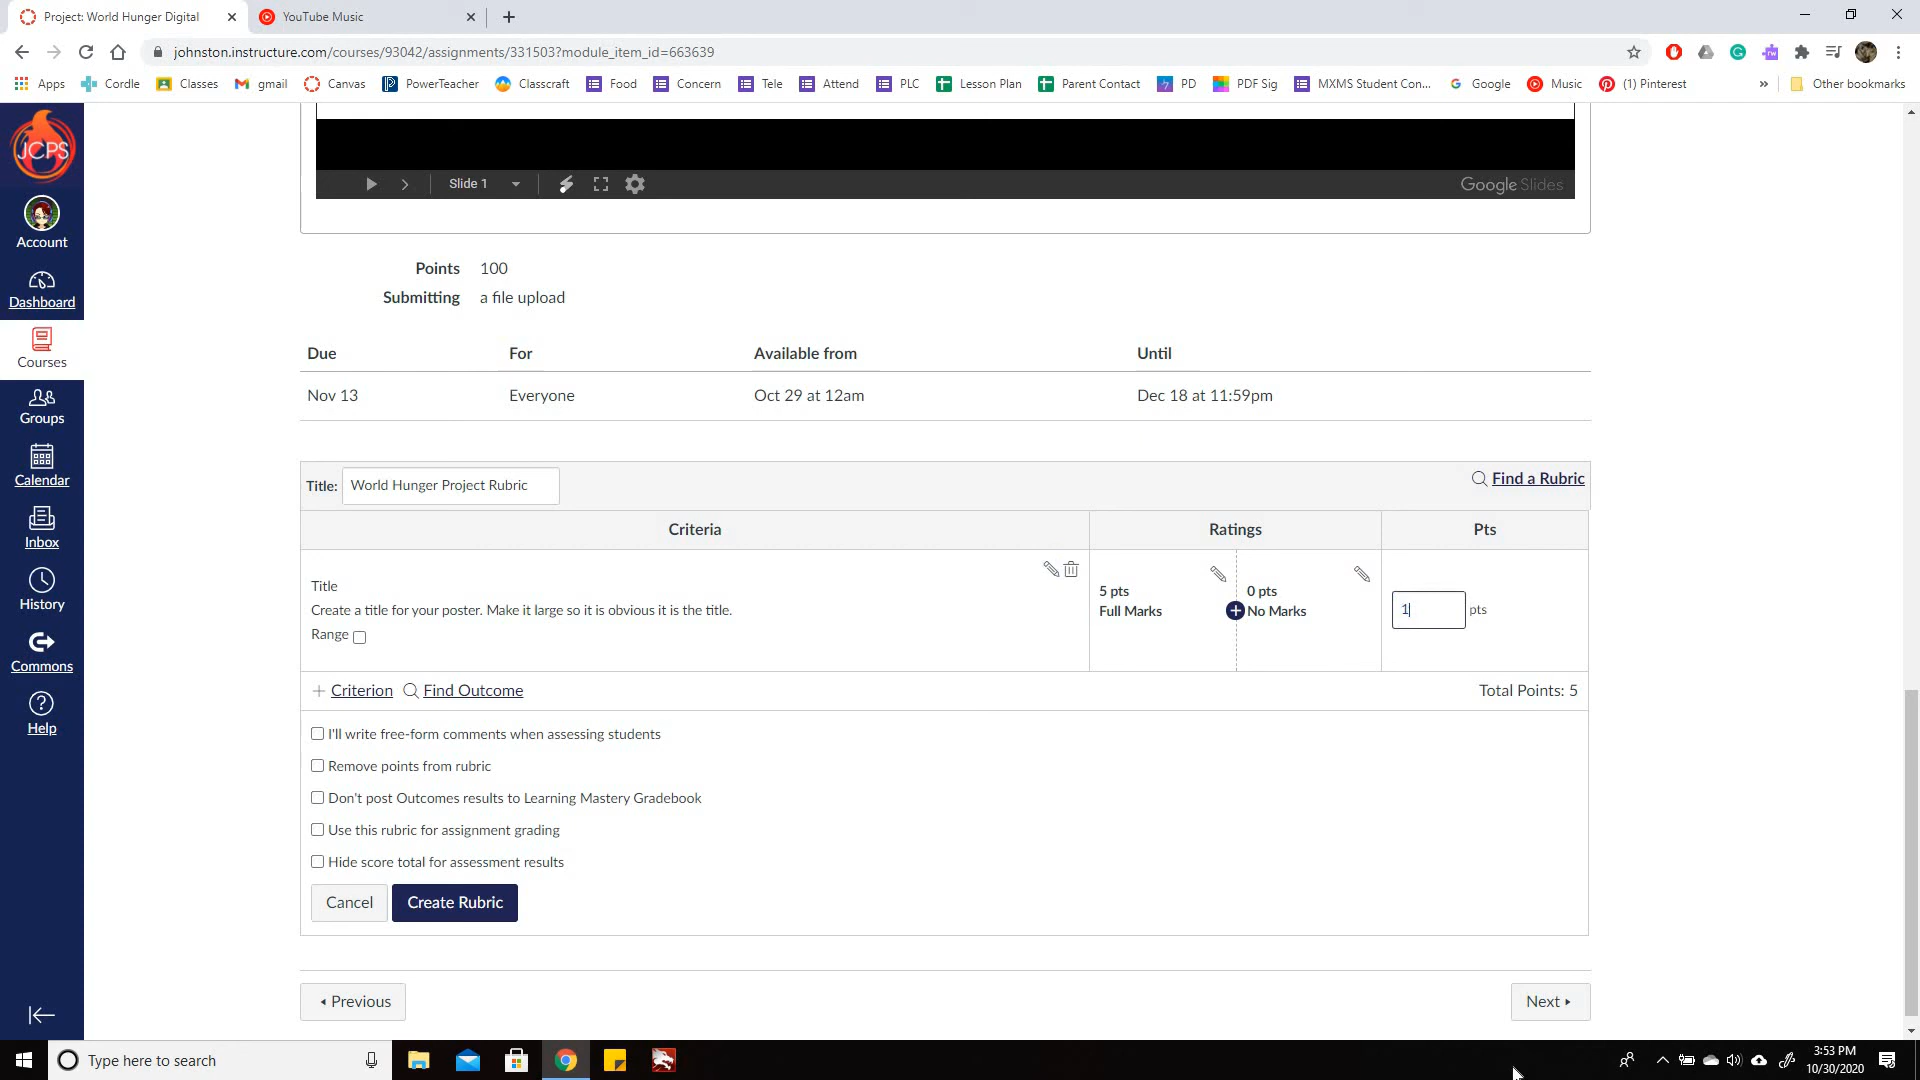 Project: World Hunger Digital
YouTube Music
johnston.instructure.com/courses/93042/assignments/331503?module_item_id=663639
Apps
Cordle
Classes
gmail
Canvas
PowerTeacher
Classcraft
Food
Concern
Tele
Attend
PLC
Lesson Plan
Parent Contact
PD
PDF Sig
MXMS Student Con...
Google
Music
(1) Pinterest
»
Other bookmarks
JCPS
Account
Dashboard
Courses
Groups
Calendar
Inbox
History
Commons
Help
Slide 1
Google Slides
Points 100
Submitting a file upload
Due For Available from Until
Nov 13 Everyone Oct 29 at 12am Dec 18 at 11:59pm
Title: World Hunger Project Rubric
Find a Rubric
Criteria Ratings Pts
Title
Create a title for your poster. Make it large so it is obvious it is the title.
Range
5 pts
Full Marks
0 pts
No Marks
1 pts
Criterion Find Outcome Total Points: 5
I'll write free-form comments when assessing students
Remove points from rubric
Don't post Outcomes results to Learning Mastery Gradebook
Use this rubric for assignment grading
Hide score total for assessment results
Cancel Create Rubric
Previous Next
Type here to search
3:53 PM
10/30/2020